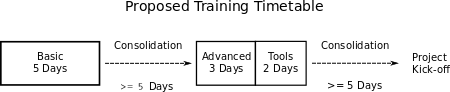 Proposed Training Timetable
Basic
5 Days
Consolidation
>= 5 Days
Advanced
3 Days
Tools
2 Days
Consolidation
>= 5 Days
Project
Kick-off